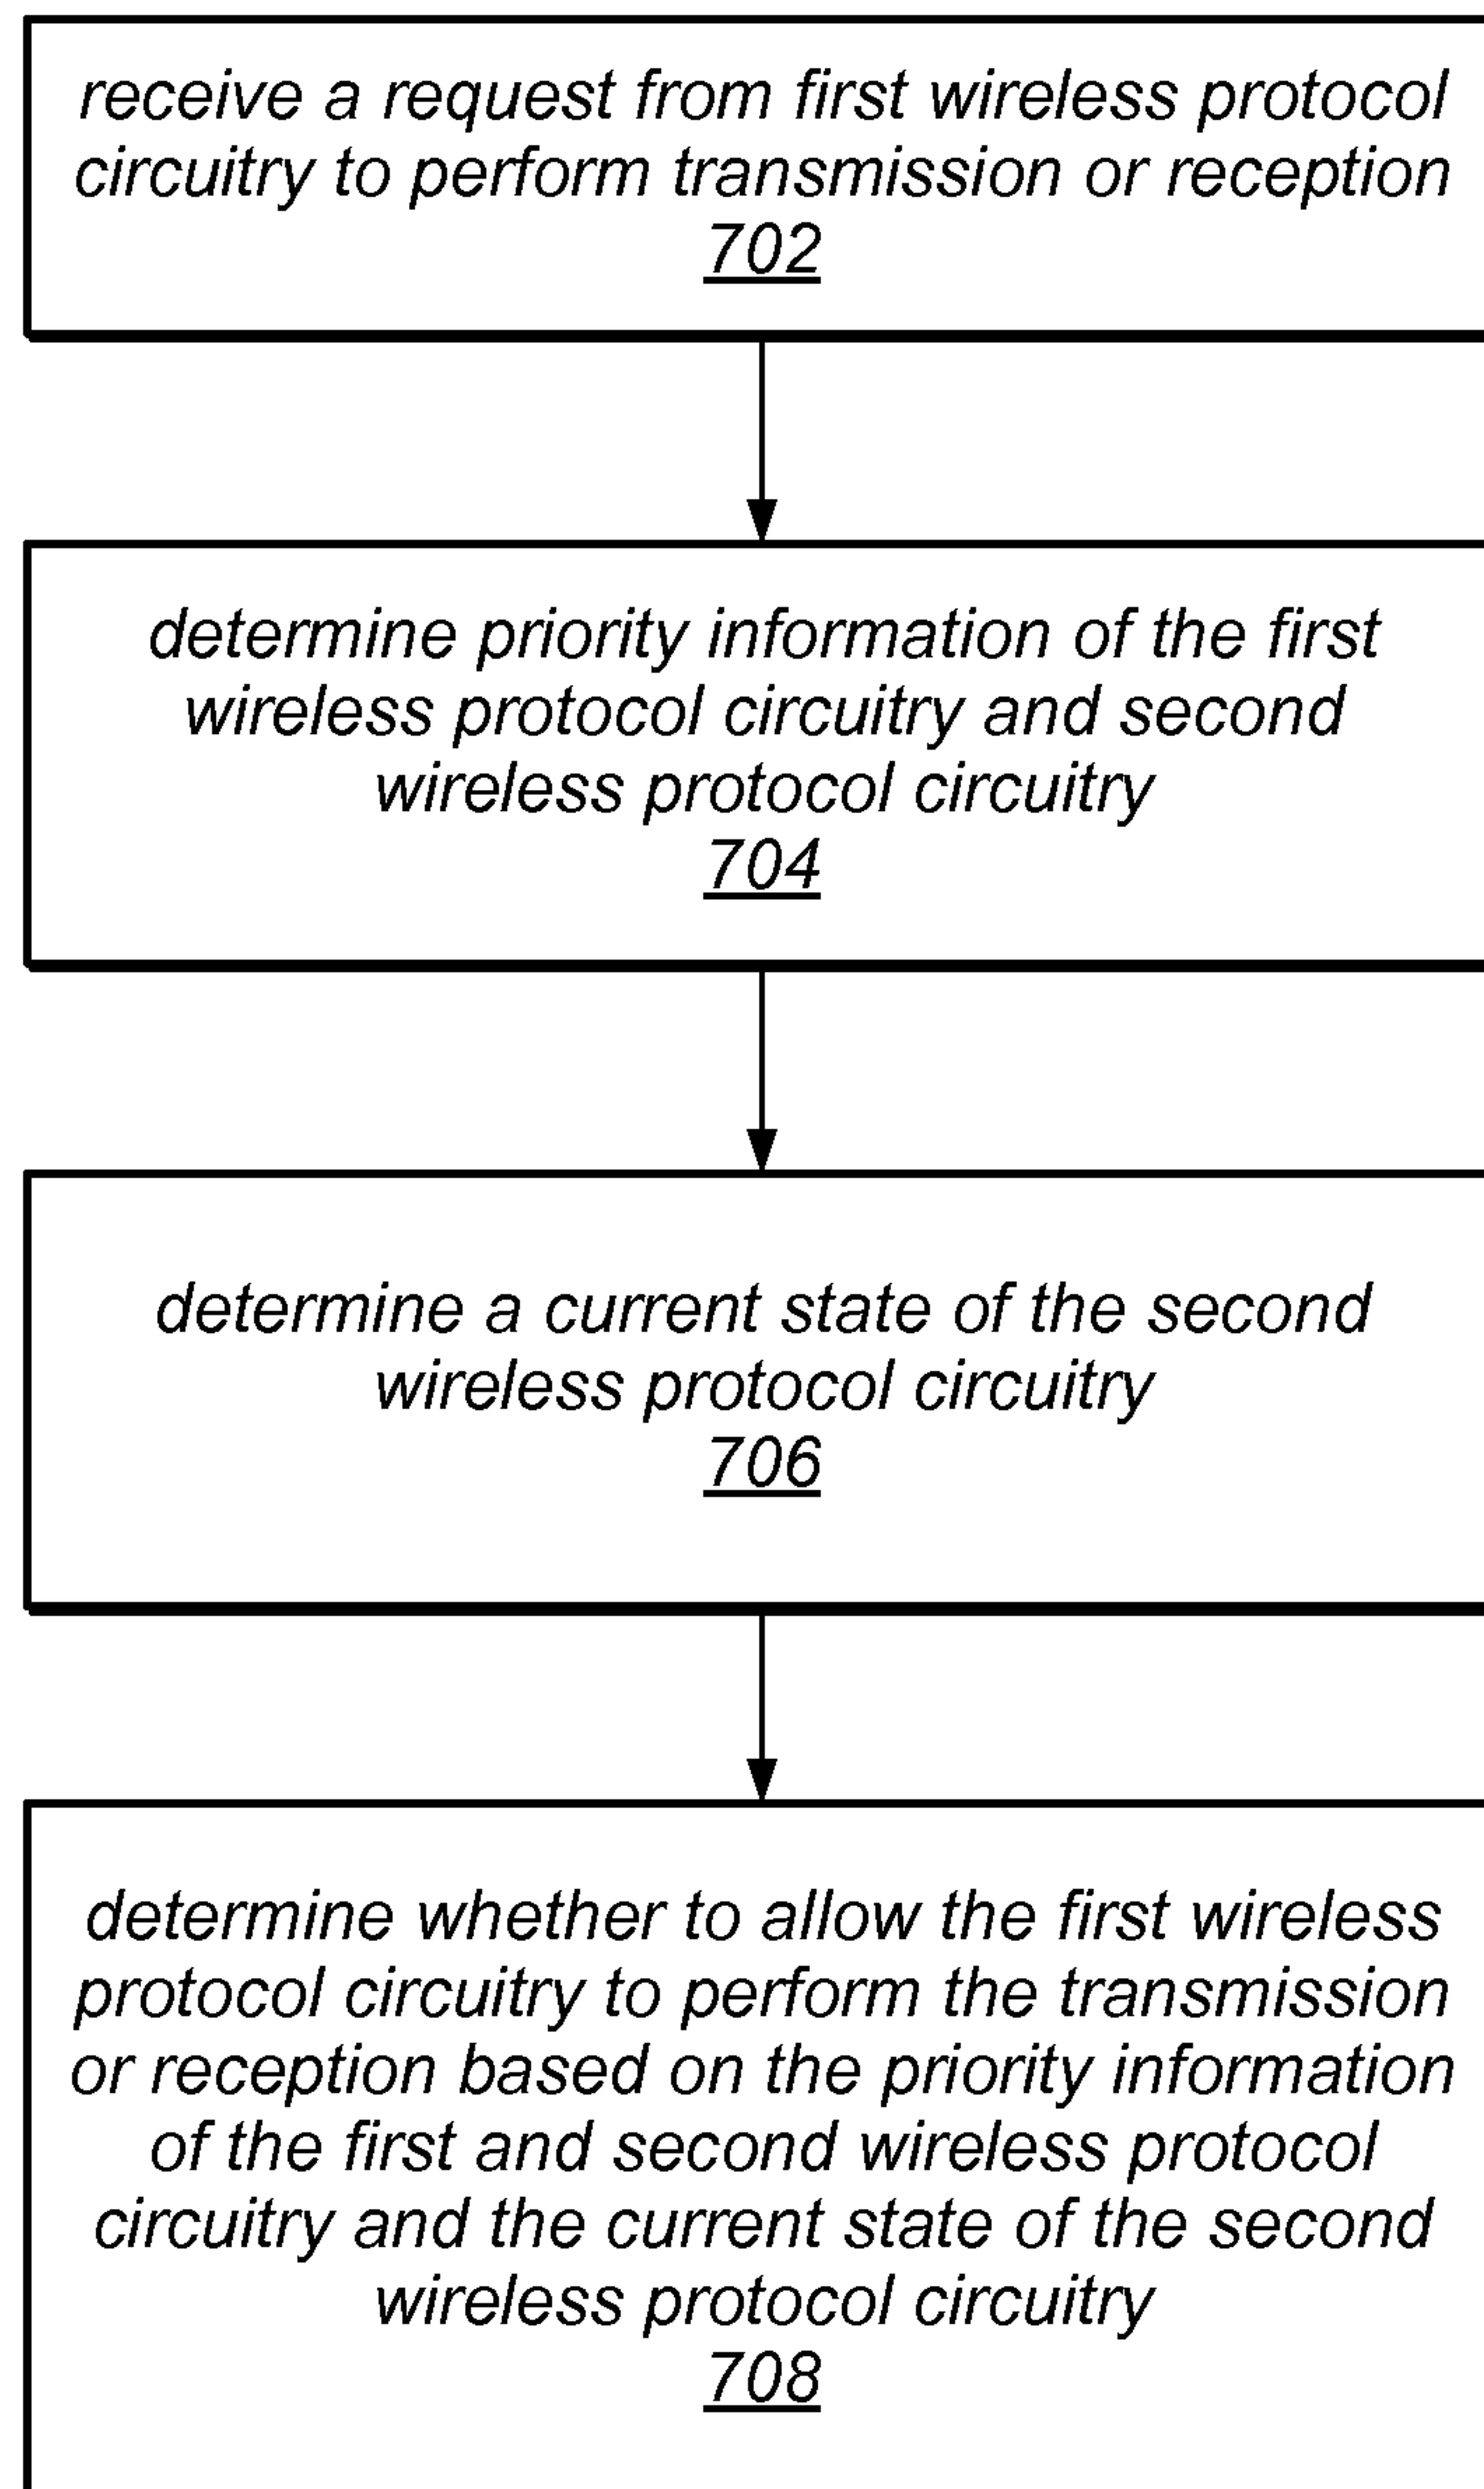 receive a request from first wireless protocol
circuitry to perform transmission or reception
702
determine priority information of the first
wireless protocol circuitry and second
wireless protocol circuitry
704
determine a current state of the second
wireless protocol circuitry
706
determine whether to allow the first wireless
protocol circuitry to perform the transmission
or reception based on the priority information
of the first and second wireless protocol
circuitry and the current state of the second
wireless protocol circuitry
708